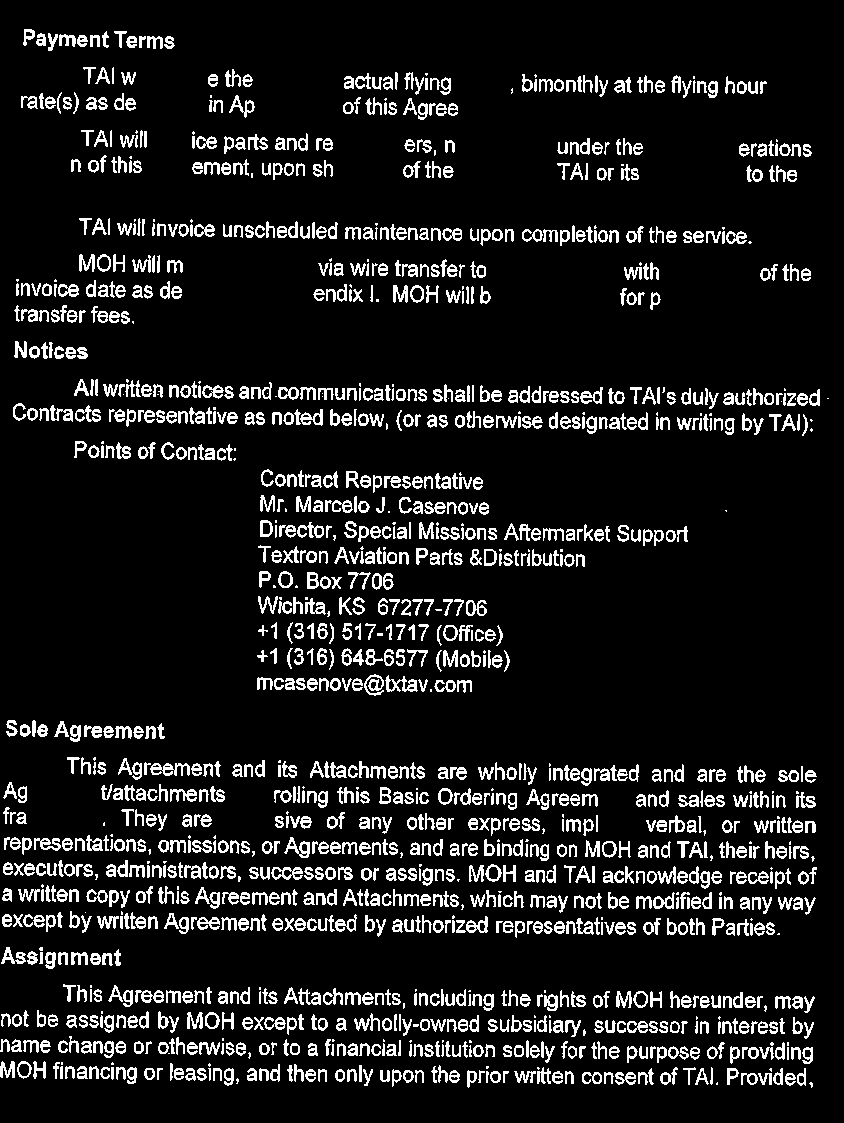 Payment Terms
TAI w e the actual flying , bimonthly at the flying hour
rate(s) as de in Ap of this Agree
TAI will ice parts and re ers, n under the erations
n of this ement, upon sh of the TAI or its to the
TAI will invoice unscheduled maintenance upon completion of the service.
MOH will m via wire transfer to with of the
invoice date as de endix I. MOH will b for p
transfer fees.
Notices
All written notices and communications shall be addressed to TAI's duly authorized
Contracts representative as noted below, (or as otherwise designated in writing by TAI):
Points of Contact:
Contract Representative
Mr. Marcelo J. Casenove
Director, Special Missions Aftermarket Support
Textron Aviation Parts &Distribution
P.O. Box 7706
Wichita, KS 67277-7706
+1 (316) 517-1717 (Office)
+1 (316) 648-6577 (Mobile)
mcasenove@txtav.com
Sole Agreement
This Agreement and its Attachments are wholly integrated and are the sole
Ag t/attachments rolling this Basic Ordering Agreem and sales within its
fra . They are sive of any other express, impl verbal, or written
representations, omissions, or Agreements, and are binding on MOH and TAI, their heirs,
executors, administrators, successors or assigns. MOH and TAI acknowledge receipt of
a written copy of this Agreement and Attachments, which may not be modified in any way
except by written Agreement executed by authorized representatives of both Parties.
Assignment
This Agreement and its Attachments, including the rights of MOH hereunder, may
not be assigned by MOH except to a wholly-owned subsidiary, successor in interest by
name change or otherwise, or to a financial institution solely for the purpose of providing
MOH financing or leasing, and then only upon the prior written consent of TAI. Provided,